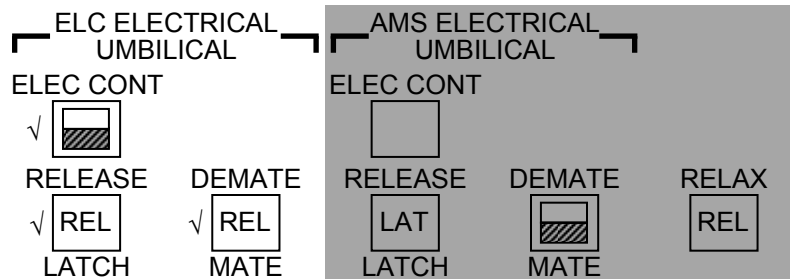 ELC ELECTRICAL UMBILICAL
AMS ELECTRICAL UMBILICAL
ELEC CONT
ELEC CONT
√
RELEASE DEMATE RELEASE DEMATE RELAX
√ REL √ REL LAT REL
LATCH MATE LATCH MATE